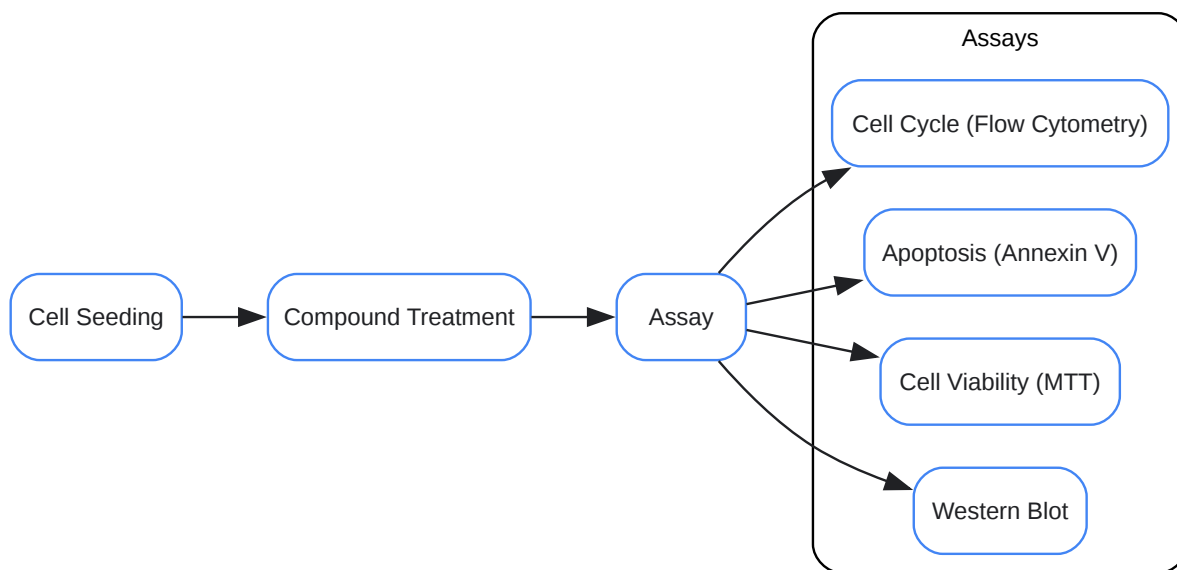 Assays
Cell Cycle (Flow Cytometry)
Apoptosis (Annexin V)
Cell Seeding
Compound Treatment
Assay
Cell Viability (MTT)
Western Blot